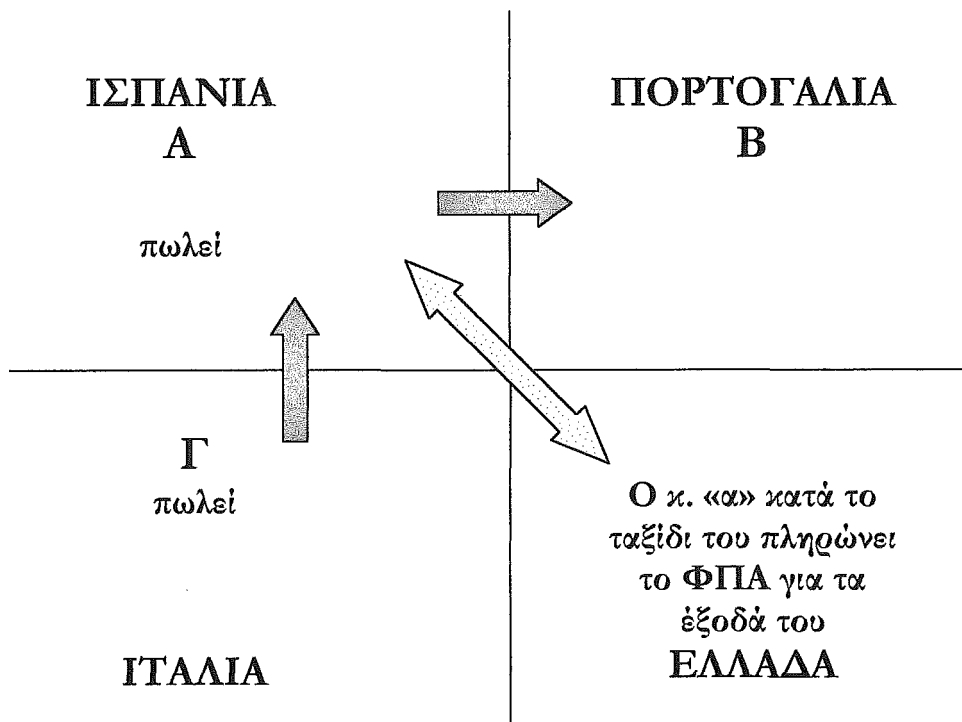 ΙΣΠΑΝΙΑ
Α
πωλεί
ΠΟΡΤΟΓΑΛΙΑ
Β
Γ
πωλεί
ΙΤΑΛΙΑ
Ο κ. «α» κατά το
ταξίδι του πληρώνει
το ΦΠΑ για τα
έξοδά του
ΕΛΛΑΔΑ